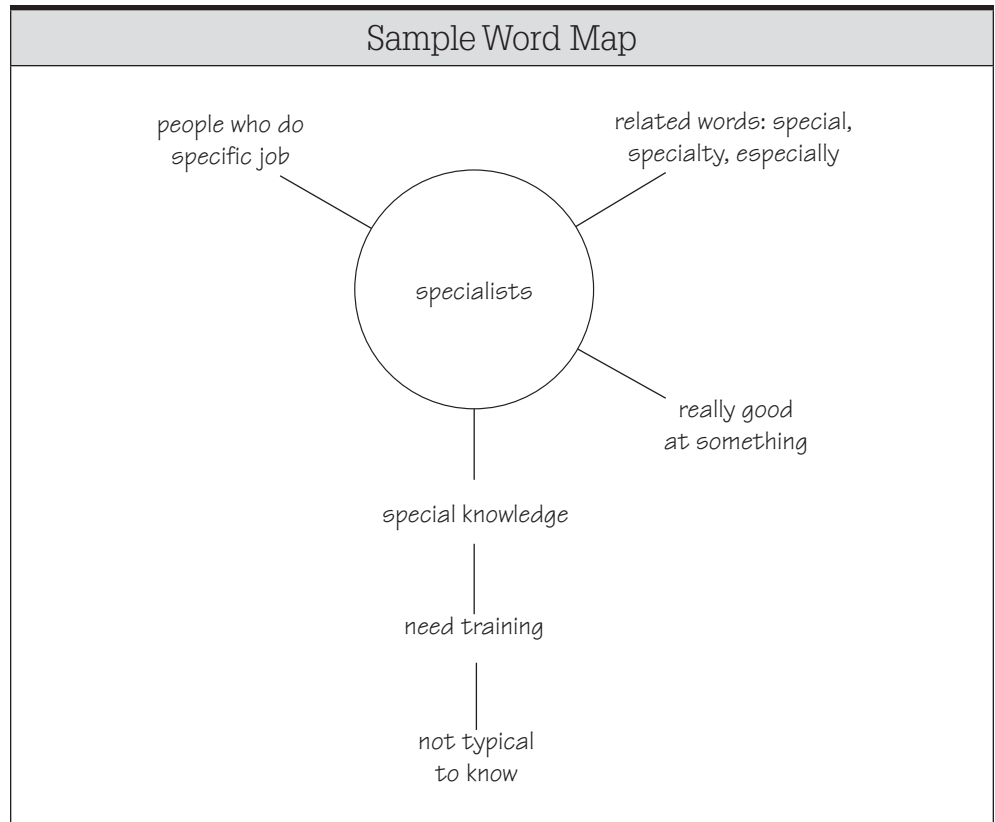 Sample Word Map
people who do
specific job
related words: special,
specialty, especially
specialists
really good
at something
special knowledge
need training
not typical
to know